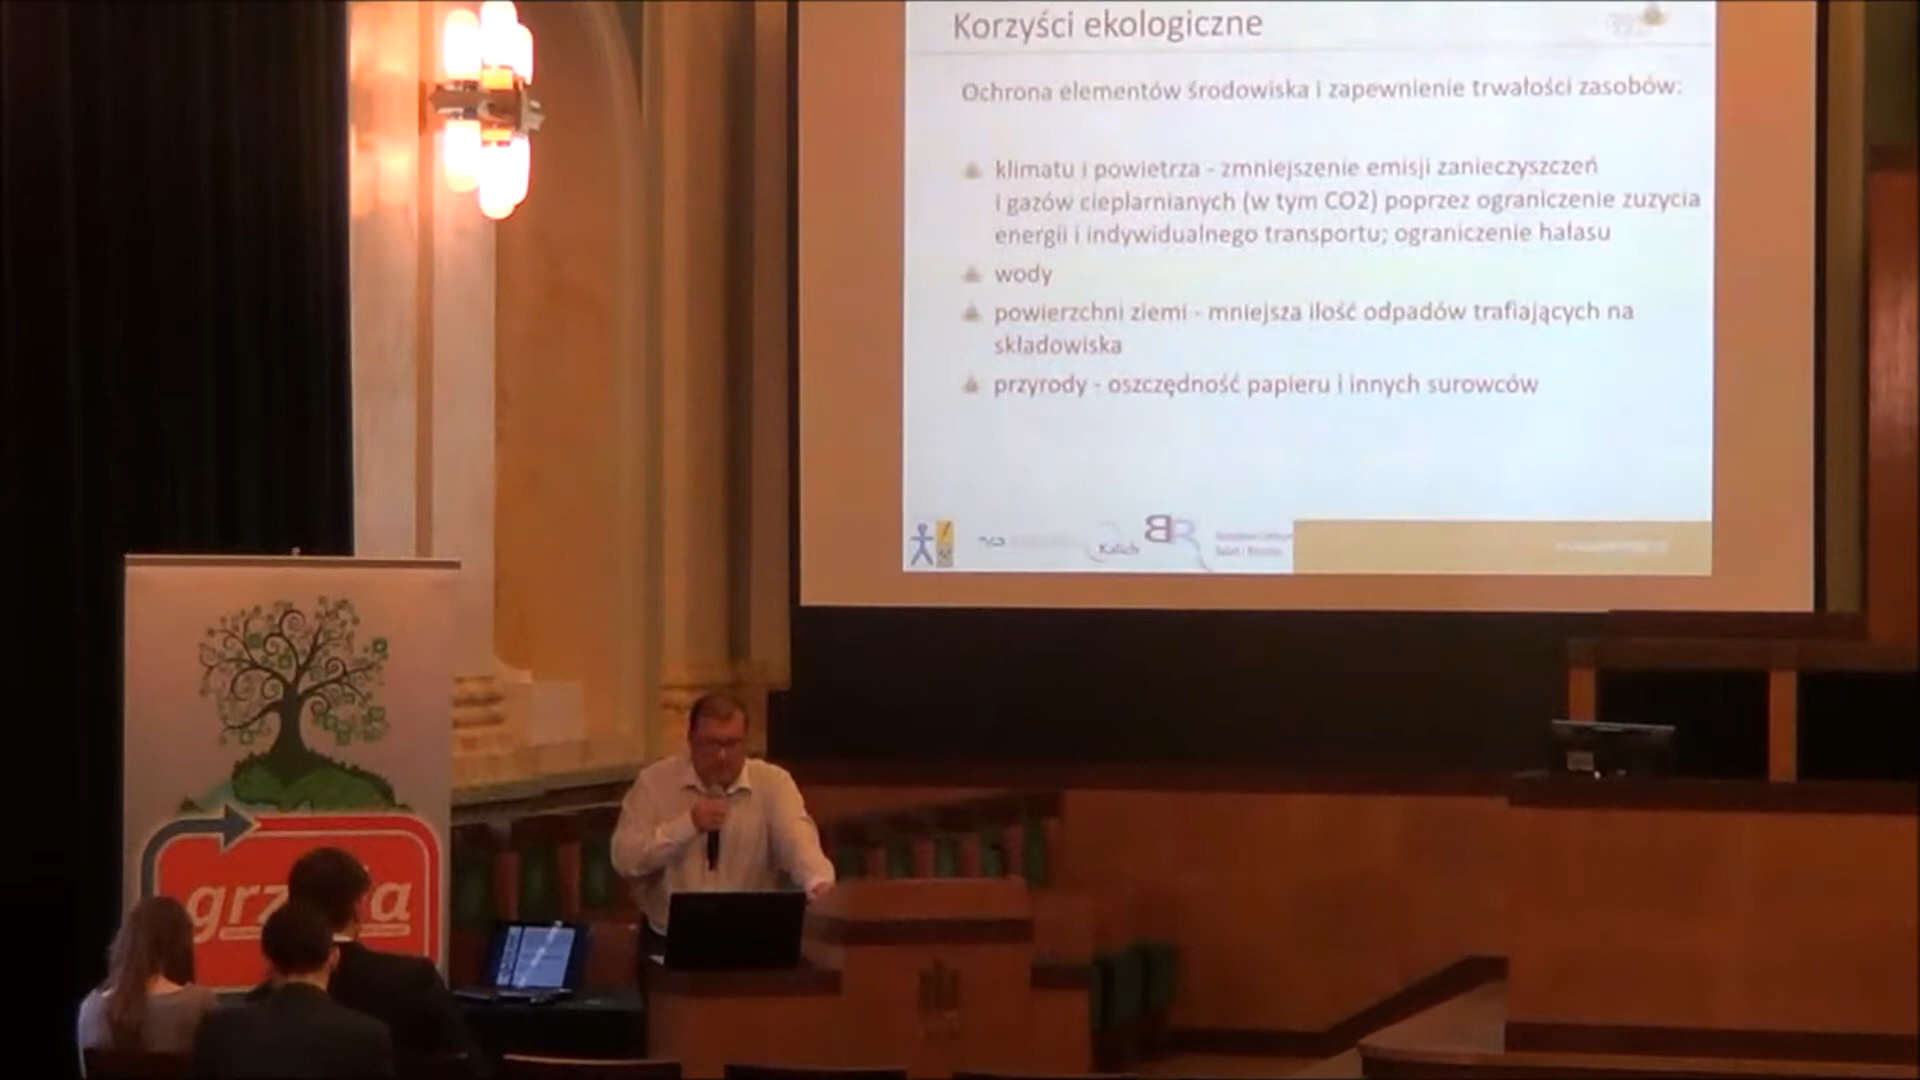 Korzyści ekologiczne
Ochrona elementów środowiska i zapewnienie trwałości zasobów:
klimatu i powietrza - zmniejszenie emisji zanieczyszczeń
i gazów cieplarnianych (w tym CO2) poprzez ograniczenie zuzycia
energii i indywidualnego transportu; ograniczenie hałasu
wody
powierzchni ziemi - mniejsza ilość odpadów trafiających na
składowiska
przyrody - oszczędność papieru i innych surowców